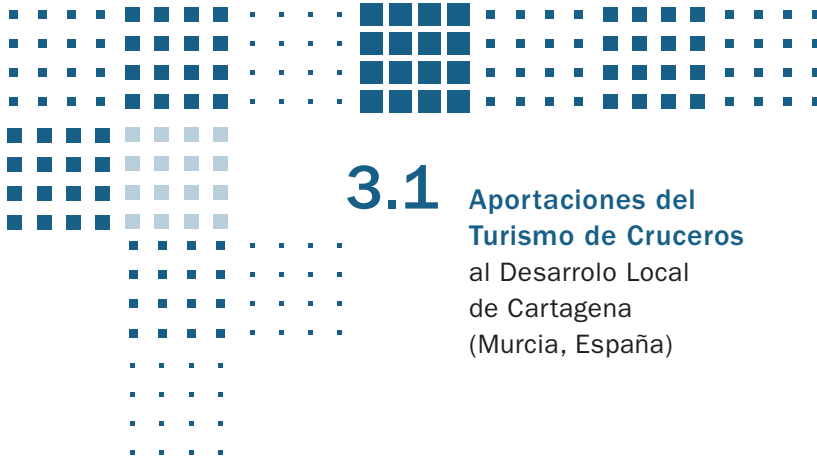 3.1
Aportaciones del
Turismo de Cruceros
al Desarrolo Local
de Cartagena
(Murcia, España)